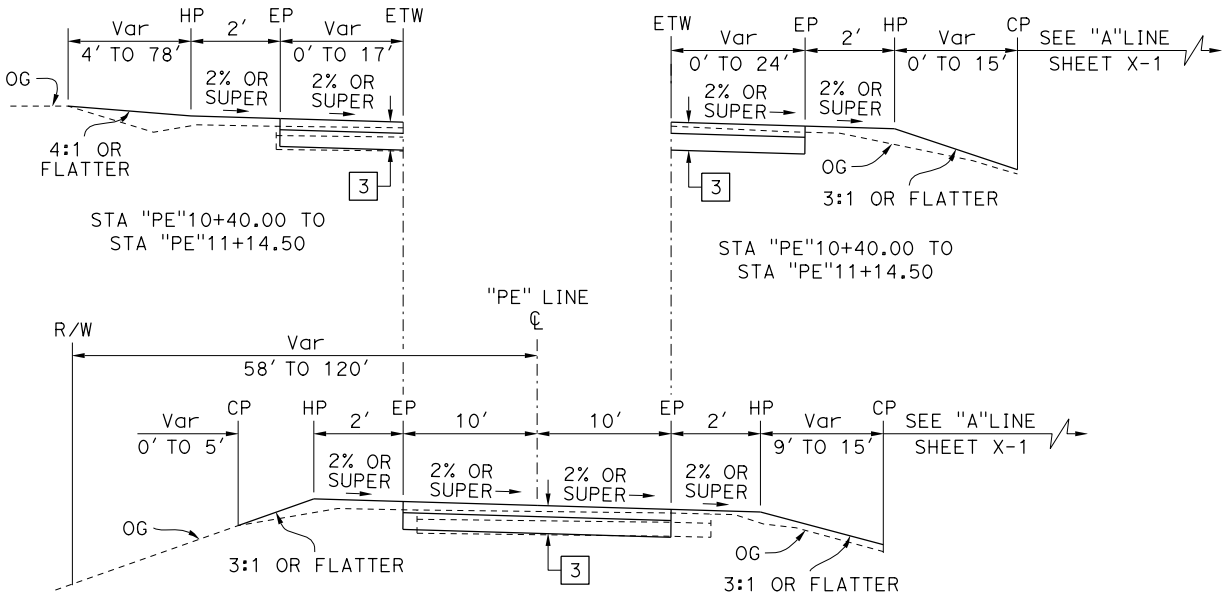 HP EP ETW
Var 2' Var
4' TO 78' 0' TO 17'
OG
2% OR SUPER
2% OR SUPER
4:1 OR FLATTER
3
STA "PE"10+40.00 TO
STA "PE"11+14.50
ETW EP HP CP
Var 2' Var SEE "A"LINE
0' TO 24' 0' TO 15' SHEET X-1
2% OR SUPER
2% OR SUPER
OG
3
3:1 OR FLATTER
STA "PE"10+40.00 TO
STA "PE"11+14.50
"PE" LINE
℄
R/W
Var
58' TO 120'
CP HP EP EP HP CP
Var 2' 10' 10' 2' Var SEE "A"LINE
0' TO 5' 9' TO 15' SHEET X-1
2% OR SUPER
2% OR SUPER
2% OR SUPER
2% OR SUPER
OG
3:1 OR FLATTER
3
OG
3:1 OR FLATTER